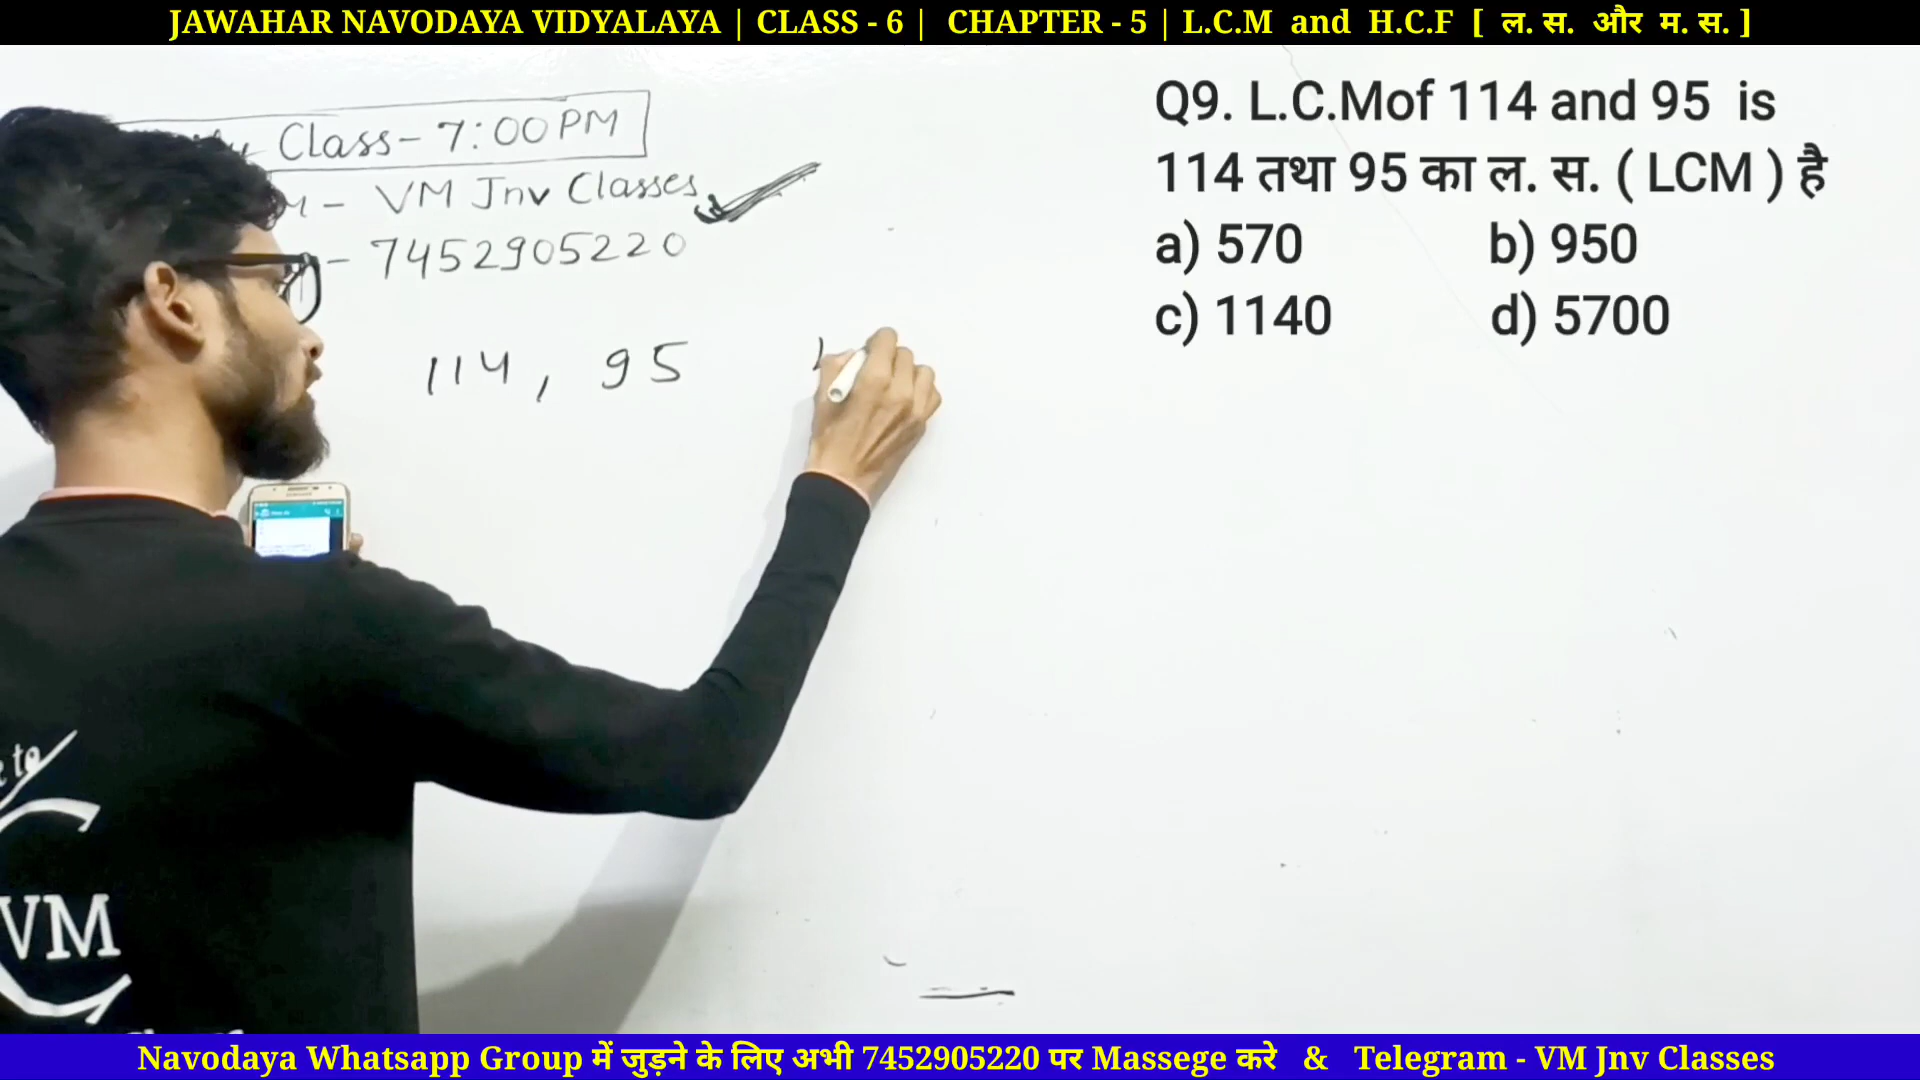 JAWAHAR NAVODAYA VIDYALAYA | CLASS - 6 | CHAPTER - 5 | L.C.M and H.C.F [ ल. स. और म. स. ]
Class - 7:00 PM
- VM Jnv Classes
- 7452905220
114, 95
Q9. L.C.Mof 114 and 95 is
114 तथा 95 का ल. स. ( LCM ) है
a) 570 b) 950
c) 1140 d) 5700
to
VM
Navodaya Whatsapp Group में जुड़ने के लिए अभी 7452905220 पर Massege करे & Telegram - VM Jnv Classes